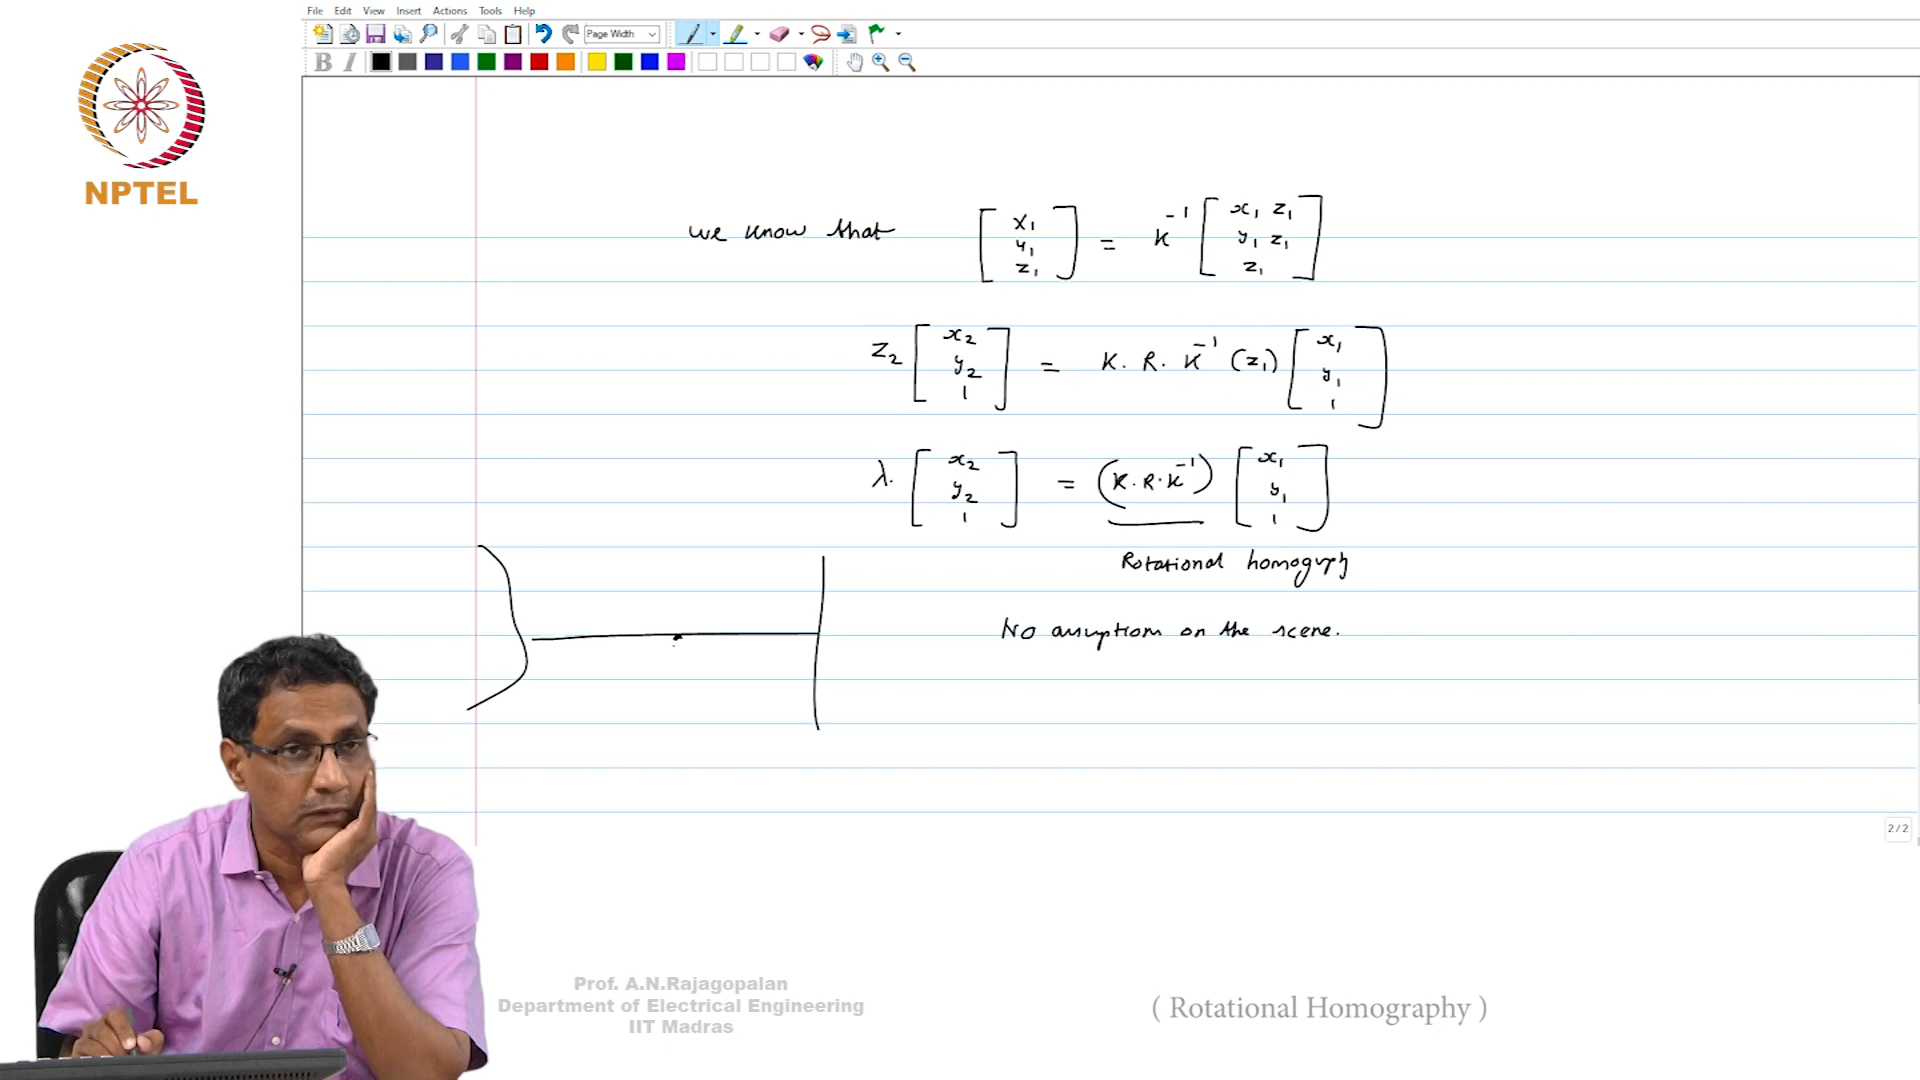 File Edit View Insert Actions Tools Help
Page Width
B I
NPTEL
we know that [ X1 Y1 Z1 ] = K^-1 [ x1 z1 y1 z1 z1 ]
Z2 [ x2 y2 1 ] = K. R. K^-1 (z1) [ x1 y1 1 ]
λ. [ x2 y2 1 ] = (K.R.K^-1) [ x1 y1 1 ]
Rotational homogrph
No assuptions on the scene.
2/2
Prof. A.N.Rajagopalan
Department of Electrical Engineering
IIT Madras
( Rotational Homography )